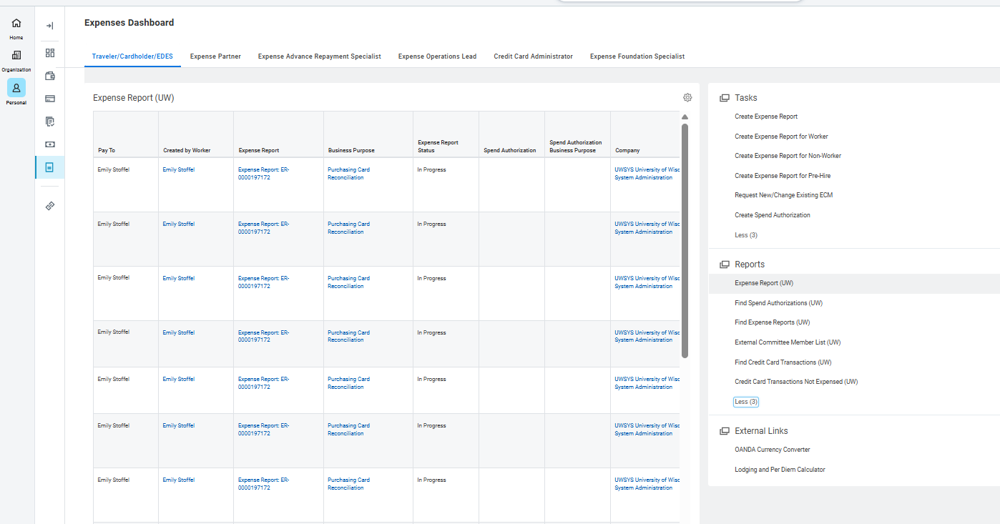 Expenses Dashboard
Home
Organization
Personal
Traveler/Cardholder/EDES Expense Partner Expense Advance Repayment Specialist Expense Operations Lead Credit Card Administrator Expense Foundation Specialist
Expense Report (UW)
Pay To Created by Worker Expense Report Business Purpose Expense Report Status Spend Authorization Spend Authorization Business Purpose Company
Emily Stoffel Emily Stoffel Expense Report: ER- Purchasing Card In Progress UWSYS University of Wisc
0000197172 Reconciliation System Administration
Emily Stoffel Emily Stoffel Expense Report: ER- Purchasing Card In Progress UWSYS University of Wisc
0000197172 Reconciliation System Administration
Emily Stoffel Emily Stoffel Expense Report: ER- Purchasing Card In Progress UWSYS University of Wisc
0000197172 Reconciliation System Administration
Emily Stoffel Emily Stoffel Expense Report: ER- Purchasing Card In Progress UWSYS University of Wisc
0000197172 Reconciliation System Administration
Emily Stoffel Emily Stoffel Expense Report: ER- Purchasing Card In Progress UWSYS University of Wisc
0000197172 Reconciliation System Administration
Emily Stoffel Emily Stoffel Expense Report: ER- Purchasing Card In Progress UWSYS University of Wisc
0000197172 Reconciliation System Administration
Emily Stoffel Emily Stoffel Expense Report: ER- Purchasing Card In Progress UWSYS University of Wisc
0000197172 Reconciliation System Administration
Tasks
Create Expense Report
Create Expense Report for Worker
Create Expense Report for Non-Worker
Create Expense Report for Pre-Hire
Request New/Change Existing ECM
Create Spend Authorization
Less (3)
Reports
Expense Report (UW)
Find Spend Authorizations (UW)
Find Expense Reports (UW)
External Committee Member List (UW)
Find Credit Card Transactions (UW)
Credit Card Transactions Not Expensed (UW)
Less (3)
External Links
OANDA Currency Converter
Lodging and Per Diem Calculator